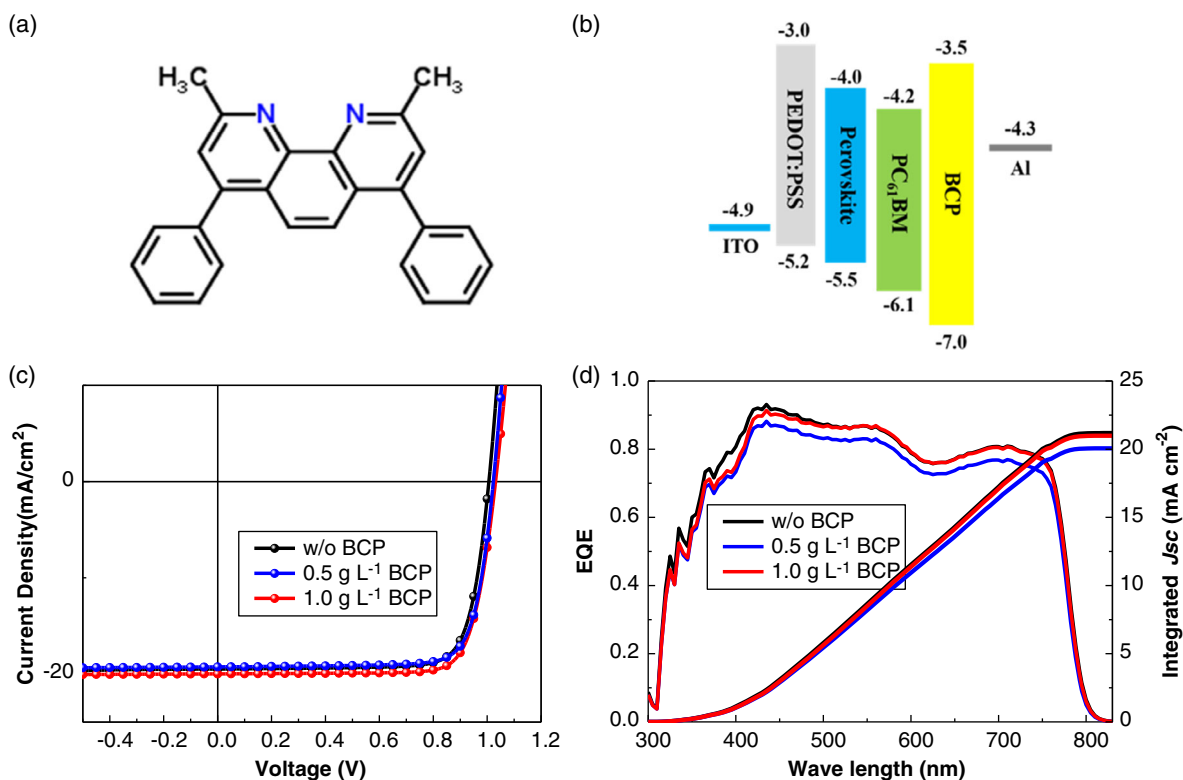 (a)
CH₃
CH₃
N
N
(b)
-3.0
-3.5
-4.0
-4.2
-4.3
-4.9
PEDOT:PSS
Perovskite
PC₆₁BM
BCP
Al
ITO
-5.2
-5.5
-6.1
-7.0
(c)
Current Density(mA/cm²)
0
-20
w/o BCP
0.5 g L⁻¹ BCP
1.0 g L⁻¹ BCP
-0.4 -0.2 0.0 0.2 0.4 0.6 0.8 1.0 1.2
Voltage (V)
(d)
EQE
1.0
0.8
0.6
0.4
0.2
0.0
w/o BCP
0.5 g L⁻¹ BCP
1.0 g L⁻¹ BCP
25
20
15
10
5
0
Integrated Jsc (mA cm⁻²)
300 400 500 600 700 800
Wave length (nm)